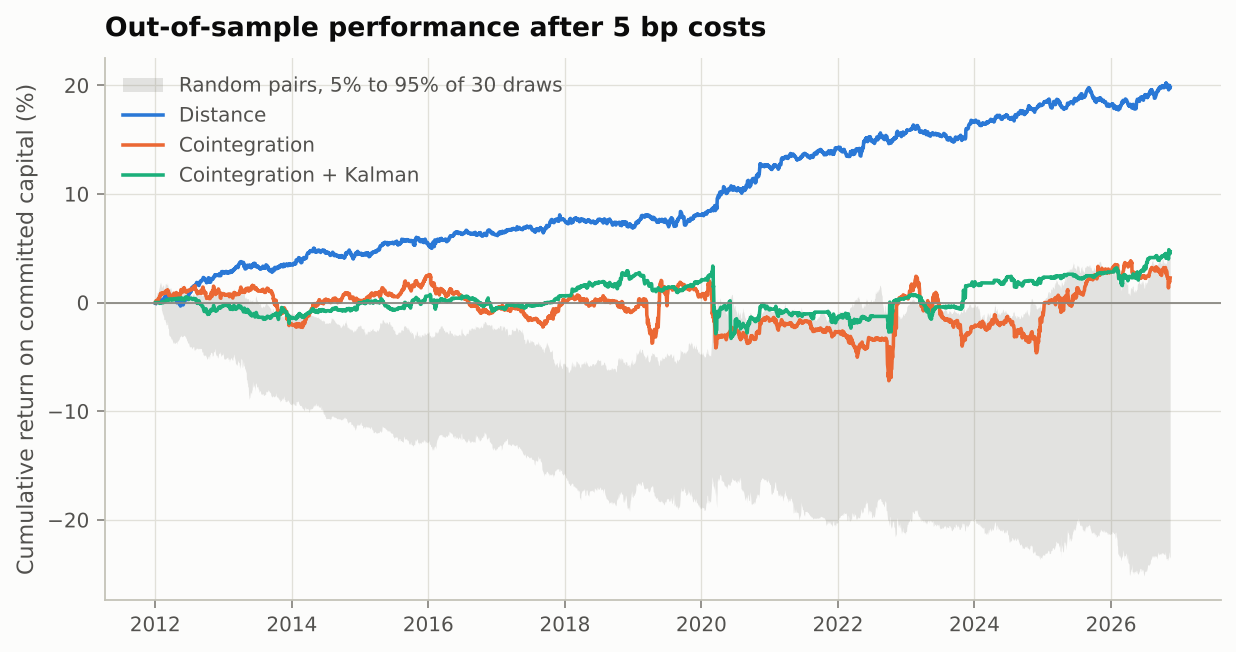 Out-of-sample performance after 5 bp costs
Cumulative return on committed capital (%)
20
10
0
−10
−20
Random pairs, 5% to 95% of 30 draws
Distance
Cointegration
Cointegration + Kalman
2012
2014
2016
2018
2020
2022
2024
2026